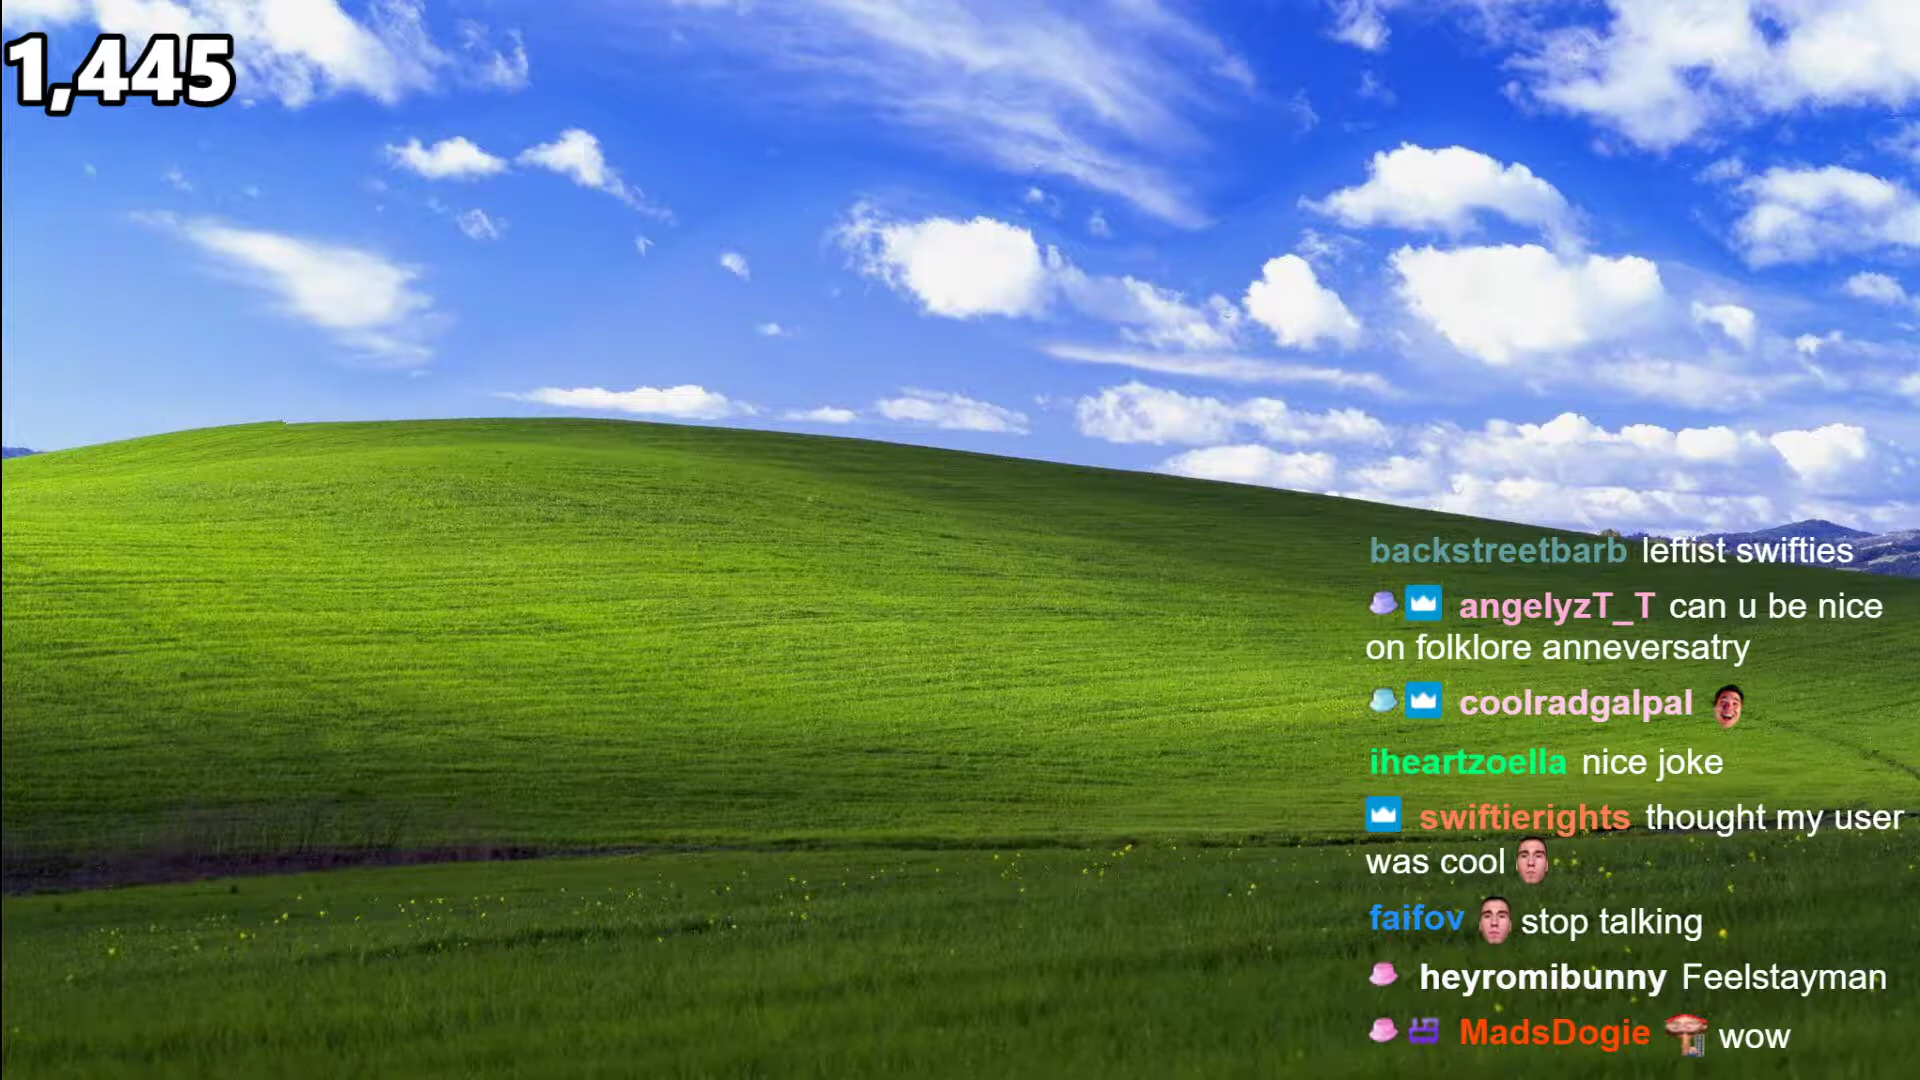 1,445
backstreetbarb leftist swifties
angelyzT_T can u be nice
on folklore anneversatry
coolradgalpal
iheartzoella nice joke
swiftierights thought my user
was cool
faifov stop talking
heyromibunny Feelstayman
MadsDogie wow